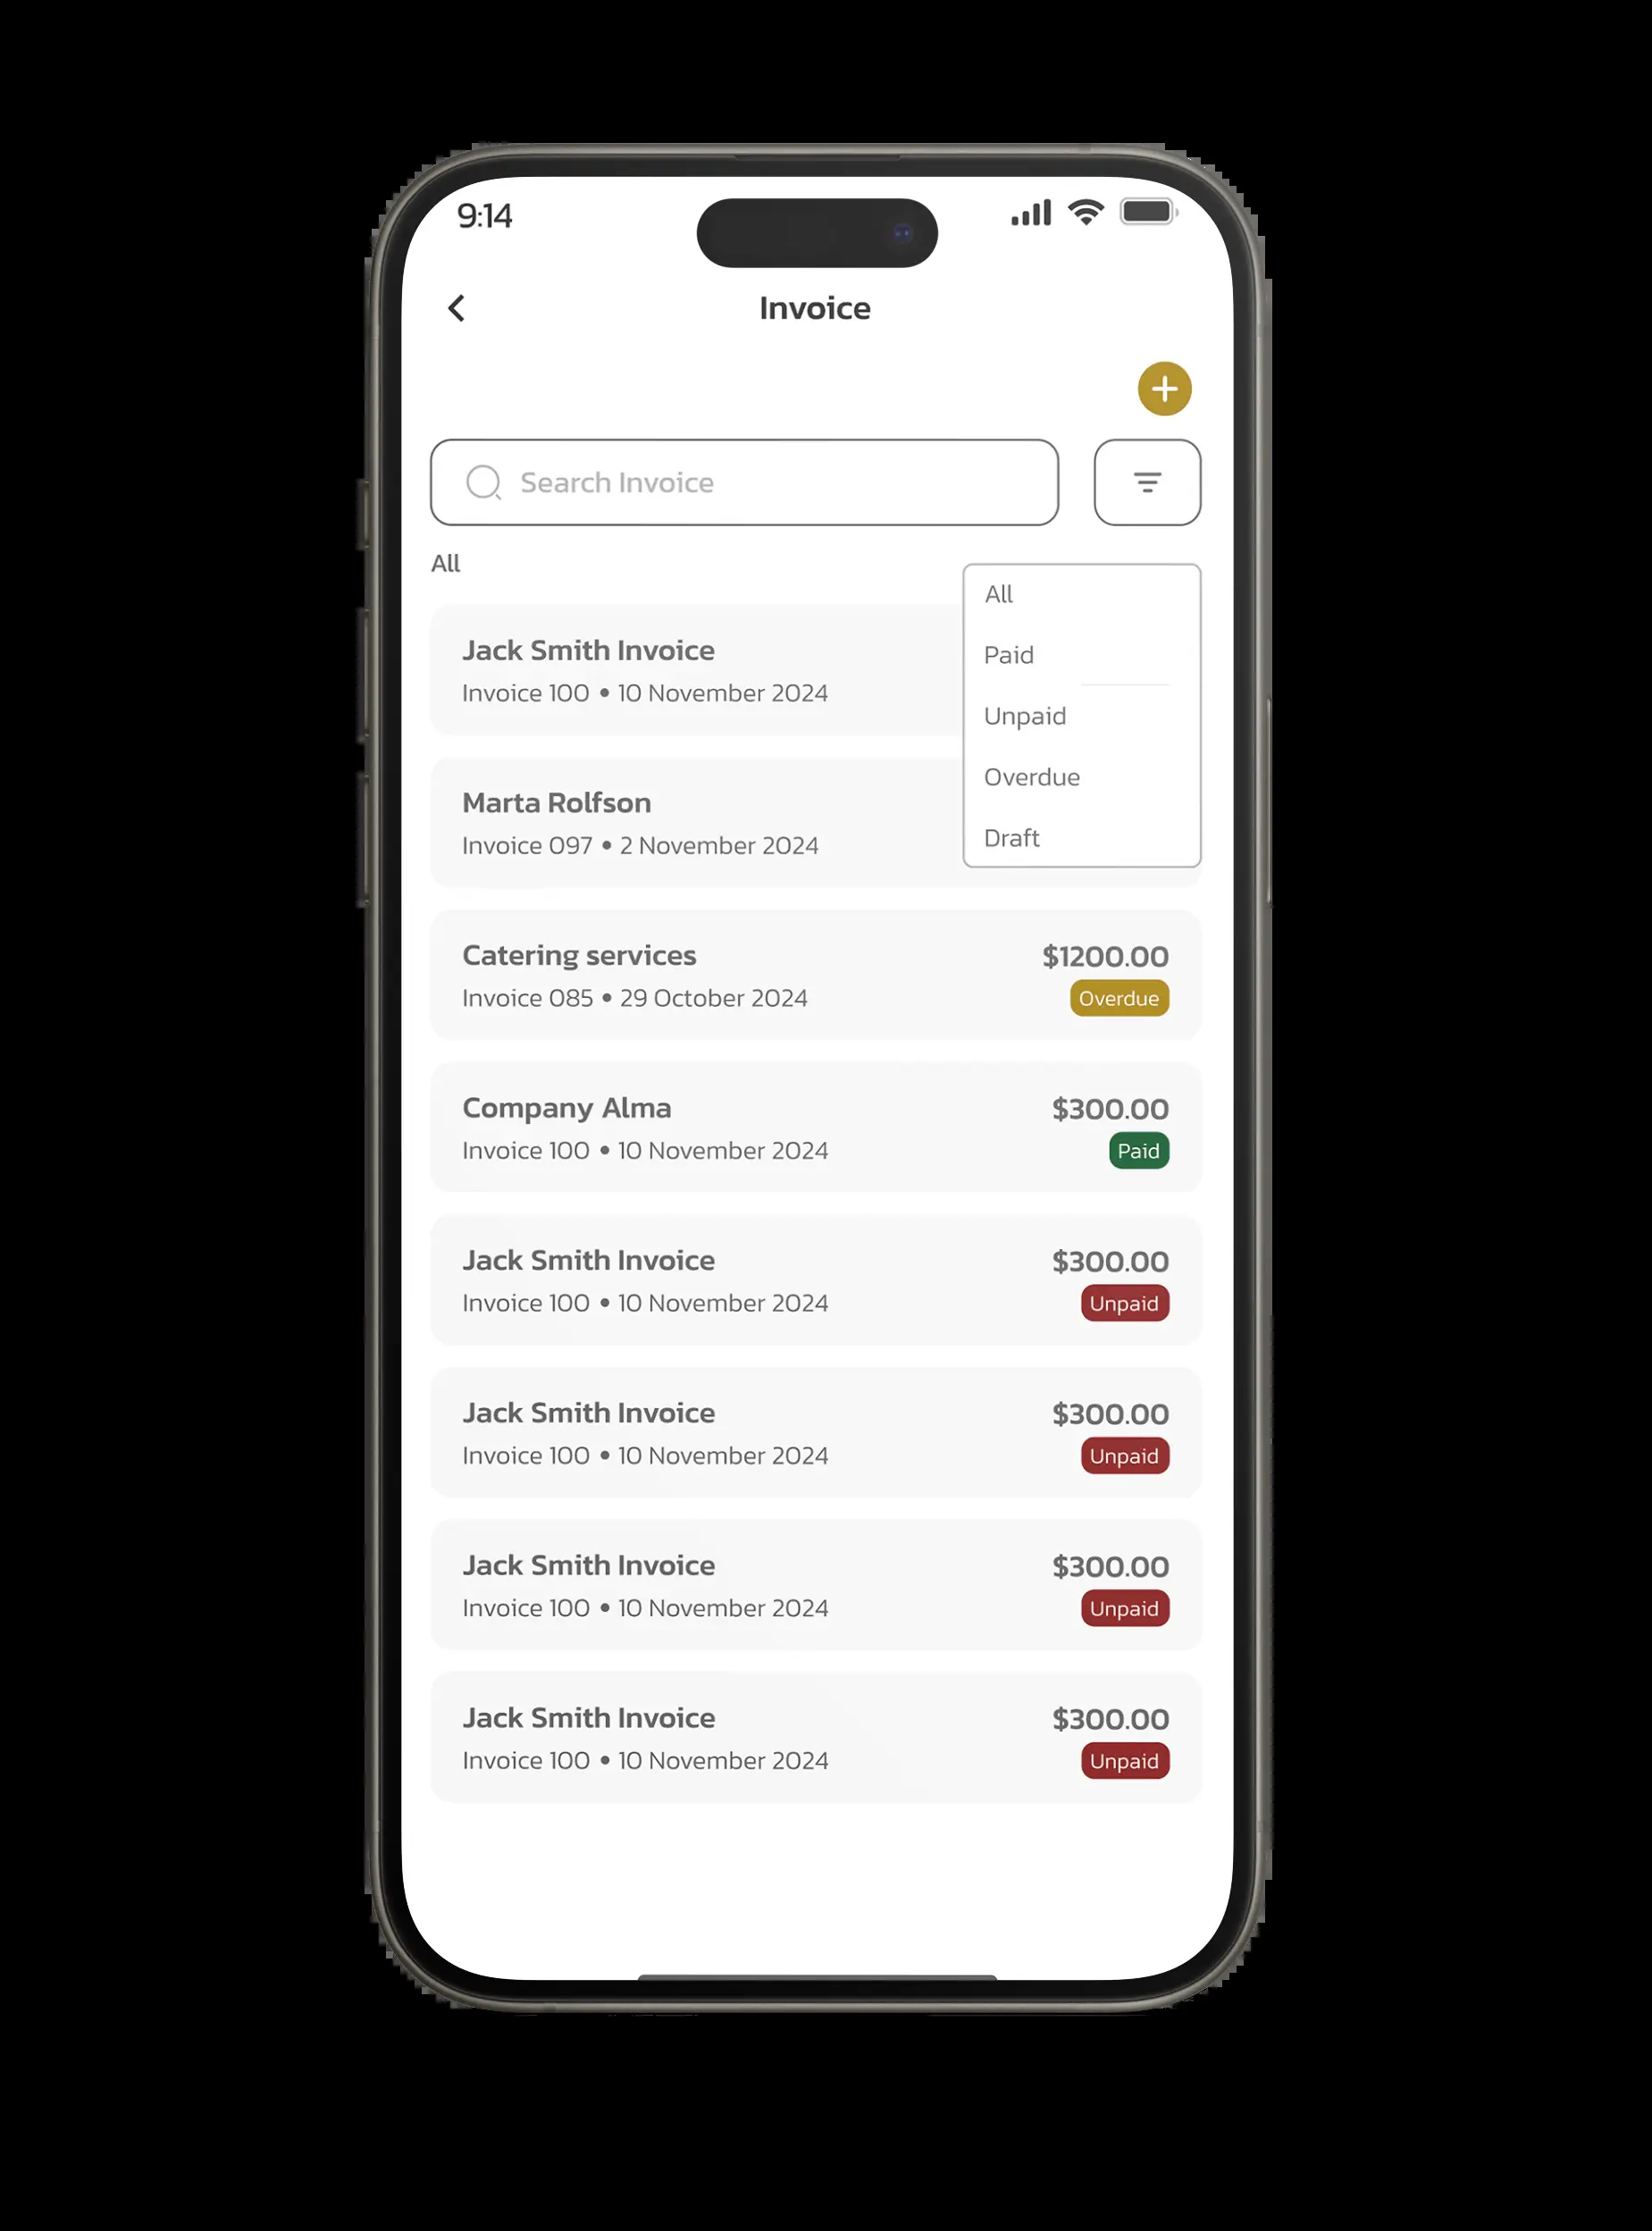 9:14
Invoice
Search Invoice
All
All
Paid
Unpaid
Overdue
Draft
Jack Smith Invoice
Invoice 100 • 10 November 2024
Marta Rolfson
Invoice 097 • 2 November 2024
Catering services
$1200.00
Invoice 085 • 29 October 2024
Overdue
Company Alma
$300.00
Invoice 100 • 10 November 2024
Paid
Jack Smith Invoice
$300.00
Invoice 100 • 10 November 2024
Unpaid
Jack Smith Invoice
$300.00
Invoice 100 • 10 November 2024
Unpaid
Jack Smith Invoice
$300.00
Invoice 100 • 10 November 2024
Unpaid
Jack Smith Invoice
$300.00
Invoice 100 • 10 November 2024
Unpaid